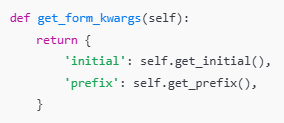 def get_form_kwargs(self):
    return {
        'initial': self.get_initial(),
        'prefix': self.get_prefix(),
    }